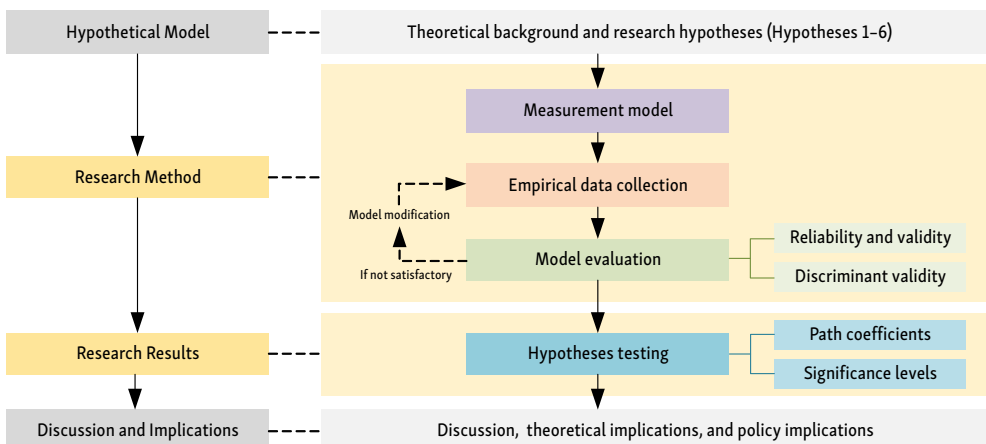 Hypothetical Model
Theoretical background and research hypotheses (Hypotheses 1–6)
Measurement model
Research Method
Empirical data collection
Model modification
If not satisfactory
Model evaluation
Reliability and validity
Discriminant validity
Research Results
Hypotheses testing
Path coefficients
Significance levels
Discussion and Implications
Discussion, theoretical implications, and policy implications